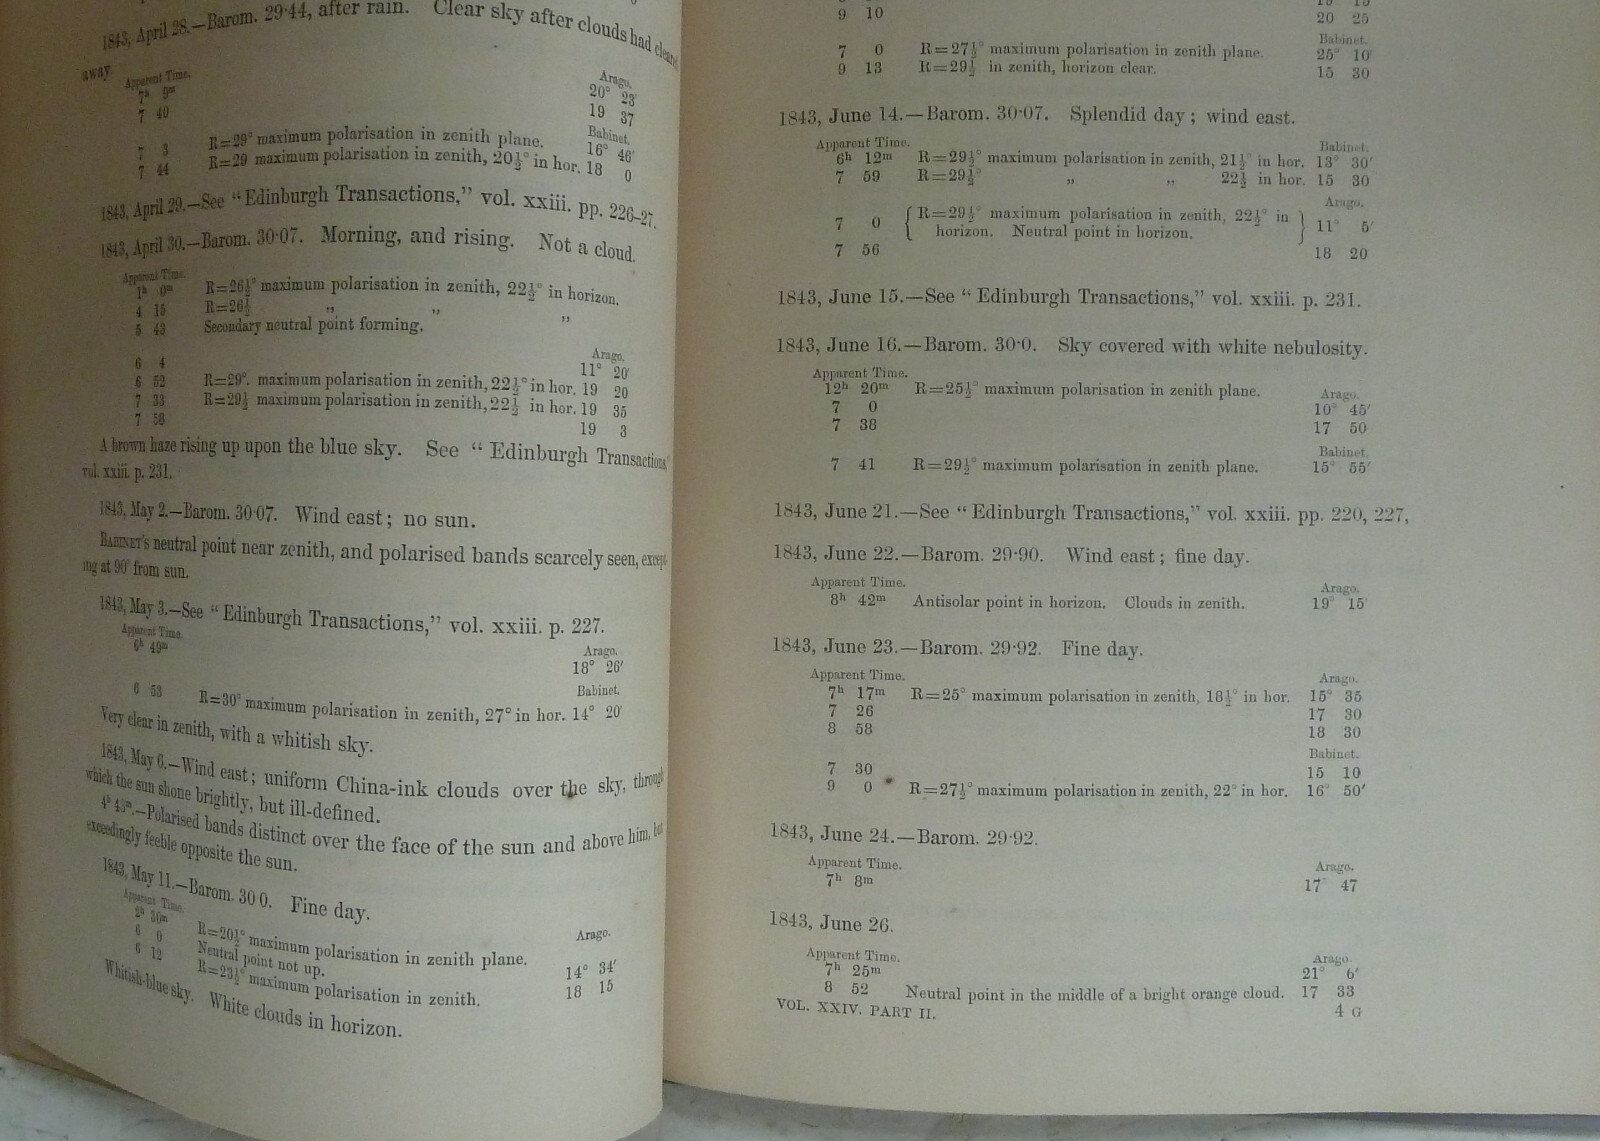 1843, April 28.—Barom. 29·44, after rain. Clear sky after clouds had cleared
away.
Apparent Time. Arago.
7h 9m 20° 23′
7 40 19 37
Babinet.
7 3 R=29° maximum polarisation in zenith plane. 16° 46′
7 44 R=29 maximum polarisation in zenith, 20½° in hor. 18 0
1843, April 29.—See "Edinburgh Transactions," vol. xxiii. pp. 226–27.
1843, April 30.—Barom. 30·07. Morning, and rising. Not a cloud.
Apparent Time.
1h 0m R=26½° maximum polarisation in zenith, 22½° in horizon.
4 15 R=26½ „ „ „
5 43 Secondary neutral point forming.
Arago.
6 4 11° 20′
6 52 R=29°. maximum polarisation in zenith, 22½° in hor. 19 20
7 33 R=29½ maximum polarisation in zenith, 22½ in hor. 19 35
7 58 19 3
A brown haze rising up upon the blue sky. See "Edinburgh Transactions,"
vol. xxiii. p. 231.
1843, May 2.—Barom. 30·07. Wind east; no sun.
BABINET'S neutral point near zenith, and polarised bands scarcely seen, except-
ing at 90° from sun.
1843, May 3.—See "Edinburgh Transactions," vol. xxiii. p. 227.
Apparent Time.
6h 49m Arago.
18° 26′
Babinet.
6 53 R=30° maximum polarisation in zenith, 27° in hor. 14° 20′
Very clear in zenith, with a whitish sky.
1843, May 6.—Wind east; uniform China-ink clouds over the sky, through
which the sun shone brightly, but ill-defined.
4h 43m.—Polarised bands distinct over the face of the sun and above him, but
exceedingly feeble opposite the sun.
1843, May 11.—Barom. 30 0. Fine day.
Apparent Time. Arago.
2h 30m R=20½° maximum polarisation in zenith plane.
6 0 Neutral point not up. 14° 34′
6 12 R=23½° maximum polarisation in zenith. 18 15
Whitish-blue sky. White clouds in horizon.
9 10 20 25
Babinet.
7 0 R=27½° maximum polarisation in zenith plane. 25° 10′
9 13 R=29½ in zenith, horizon clear. 15 30
1843, June 14.—Barom. 30·07. Splendid day; wind east.
Apparent Time. Babinet.
6h 12m R=29½° maximum polarisation in zenith, 21½° in hor. 13° 30′
7 59 R=29½° „ „ 22½ in hor. 15 30
Arago.
7 0 { R=29½° maximum polarisation in zenith, 22½° in } 11° 5′
horizon. Neutral point in horizon.
7 56 18 20
1843, June 15.—See "Edinburgh Transactions," vol. xxiii. p. 231.
1843, June 16.—Barom. 30·0. Sky covered with white nebulosity.
Apparent Time.
12h 20m R=25½° maximum polarisation in zenith plane. Arago.
7 0 10° 45′
7 38 17 50
Babinet.
7 41 R=29½° maximum polarisation in zenith plane. 15° 55′
1843, June 21.—See "Edinburgh Transactions," vol. xxiii. pp. 220, 227,
1843, June 22.—Barom. 29·90. Wind east; fine day.
Apparent Time. Arago.
8h 42m Antisolar point in horizon. Clouds in zenith. 19° 15′
1843, June 23.—Barom. 29·92. Fine day.
Apparent Time. Arago.
7h 17m R=25° maximum polarisation in zenith, 18½° in hor. 15° 35
7 26 17 30
8 58 18 30
Babinet.
7 30 15 10
9 0 R=27½° maximum polarisation in zenith, 22° in hor. 16° 50′
1843, June 24.—Barom. 29·92.
Apparent Time. Arago.
7h 8m 17° 47
1843, June 26.
Apparent Time. Arago.
7h 25m 21° 6′
8 52 Neutral point in the middle of a bright orange cloud. 17 33
VOL. XXIV. PART II. 4 G